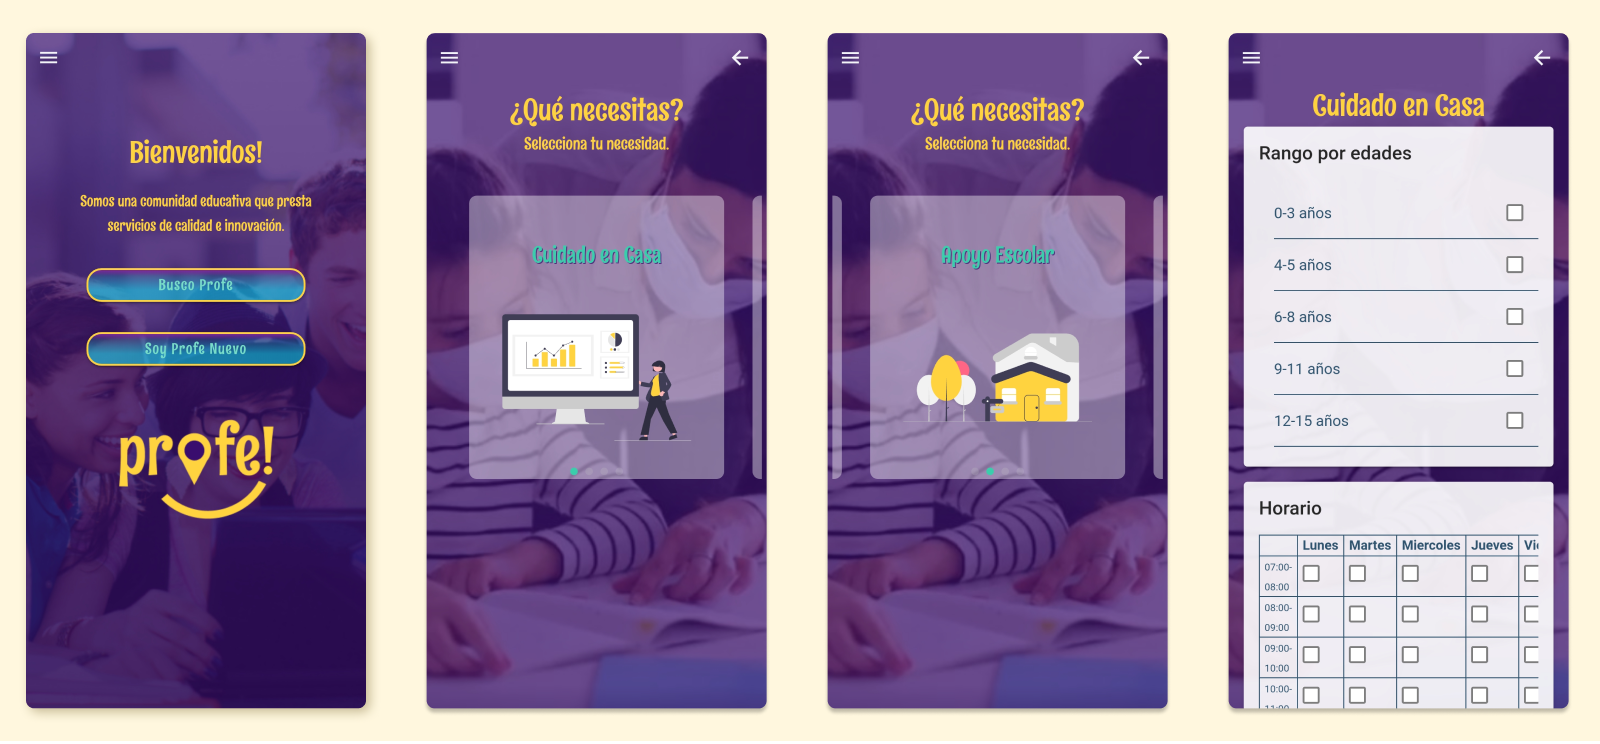 Bienvenidos!
Somos una comunidad educativa que presta
servicios de calidad e innovación.
Busco Profe
Soy Profe Nuevo
profe!
¿Qué necesitas?
Selecciona tu necesidad.
Cuidado en Casa
¿Qué necesitas?
Selecciona tu necesidad.
Apoyo Escolar
Cuidado en Casa
Rango por edades
0-3 años
4-5 años
6-8 años
9-11 años
12-15 años
Horario
Lunes Martes Miercoles Jueves
07:00-
08:00
08:00-
09:00
09:00-
10:00
10:00-
11:00